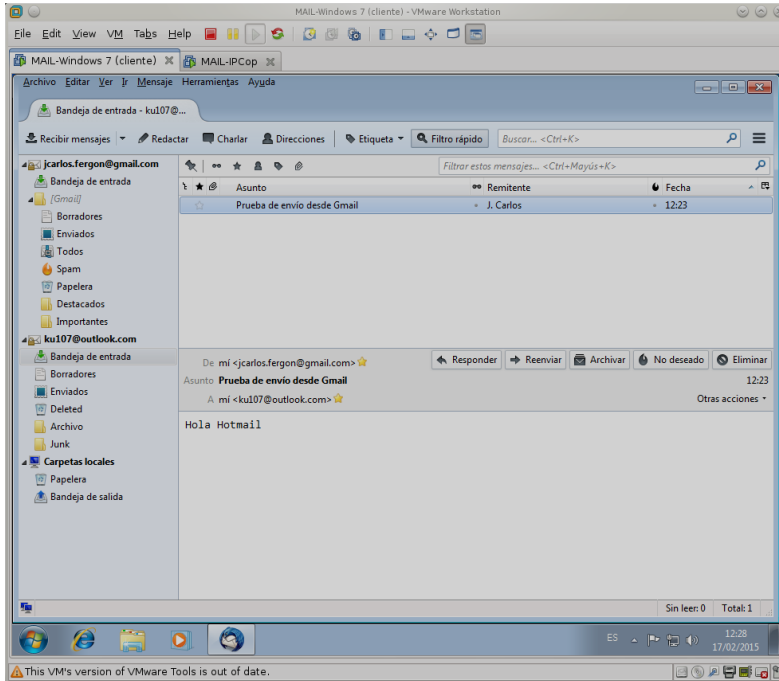 MAIL-Windows 7 (cliente) - VMware Workstation
File Edit View VM Tabs Help
MAIL-Windows 7 (cliente) MAIL-IPCop
Archivo Editar Ver Ir Mensaje Herramientas Ayuda
Bandeja de entrada - ku107@...
Recibir mensajes Redactar Charlar Direcciones Etiqueta Filtro rápido Buscar... <Ctrl+K>
jcarlos.fergon@gmail.com
Bandeja de entrada
[Gmail]
Borradores
Enviados
Todos
Spam
Papelera
Destacados
Importantes
ku107@outlook.com
Bandeja de entrada
Borradores
Enviados
Deleted
Archivo
Junk
Carpetas locales
Papelera
Bandeja de salida
Filtrar estos mensajes... <Ctrl+Mayús+K>
Asunto Remitente Fecha
Prueba de envío desde Gmail J. Carlos 12:23
De mí <jcarlos.fergon@gmail.com> Responder Reenviar Archivar No deseado Eliminar
Asunto Prueba de envío desde Gmail 12:23
A mí <ku107@outlook.com> Otras acciones
Hola Hotmail
Sin leer: 0 Total: 1
ES 12:28
17/02/2015
This VM's version of VMware Tools is out of date.